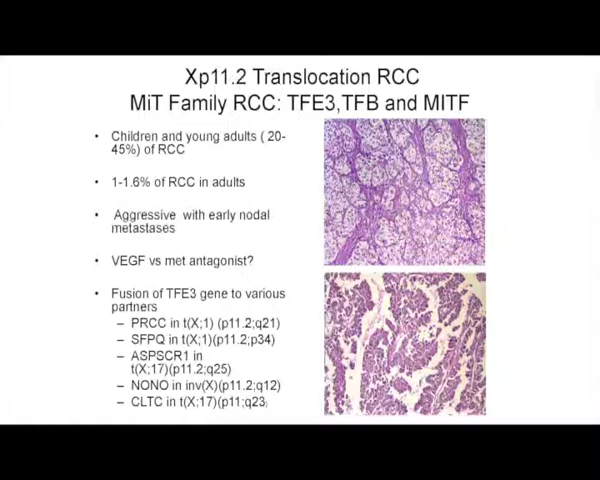 Xp11.2 Translocation RCC
MiT Family RCC: TFE3,TFB and MITF
• Children and young adults ( 20-
45%) of RCC
• 1-1.6% of RCC in adults
• Aggressive with early nodal
metastases
• VEGF vs met antagonist?
• Fusion of TFE3 gene to various
partners
– PRCC in t(X;1) (p11.2;q21)
– SFPQ in t(X;1)(p11.2;p34)
– ASPSCR1 in
t(X;17)(p11.2;q25)
– NONO in inv(X)(p11.2;q12)
– CLTC in t(X;17)(p11;q23)